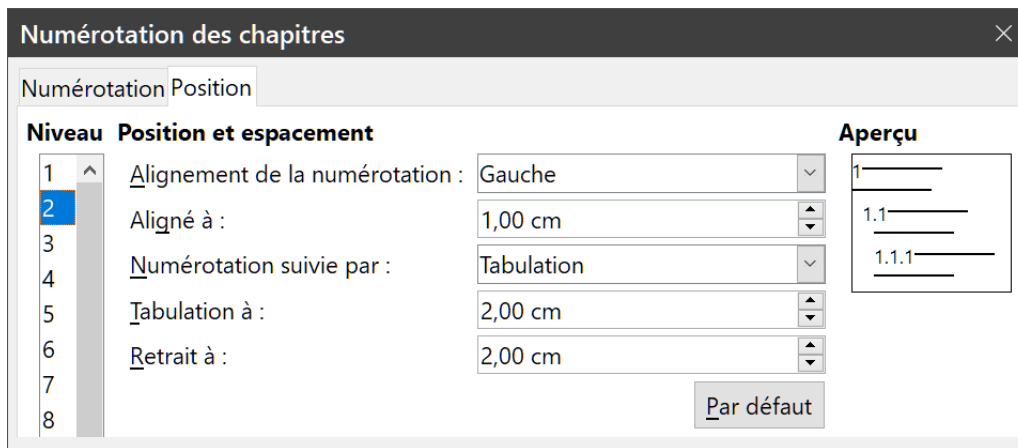 Numérotation des chapitres
Numérotation Position
Niveau Position et espacement Aperçu
1 Alignement de la numérotation : Gauche 1
2 Aligné à : 1,00 cm 1.1
3 Numérotation suivie par : Tabulation 1.1.1
4
5 Tabulation à : 2,00 cm
6 Retrait à : 2,00 cm
7
8 Par défaut